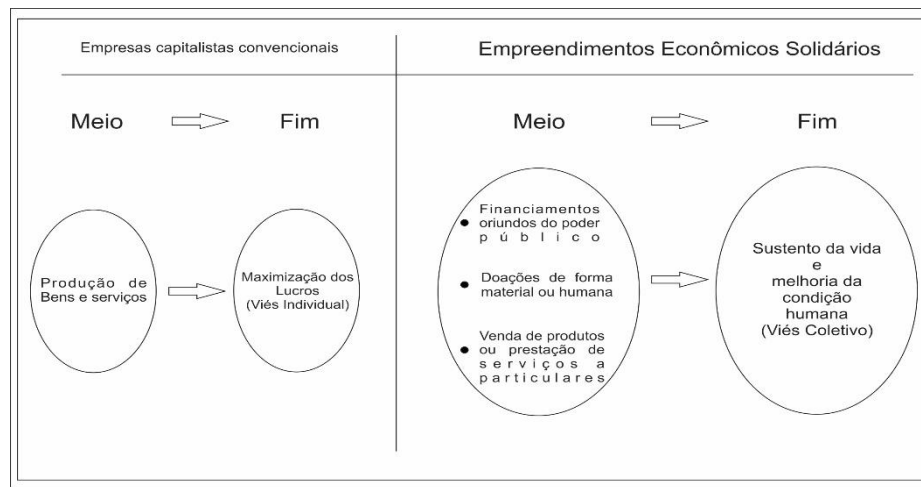 Empresas capitalistas convencionais
Meio
Fim
Produção de
Bens e serviços
Maximização dos
Lucros
(Viés Individual)
Empreendimentos Econômicos Solidários
Meio
Fim
Financiamentos
oriundos do poder
público
Doações de forma
material ou humana
Venda de produtos
ou prestação de
serviços a
particulares
Sustento da vida
e
melhoria da
condição
humana
(Viés Coletivo)